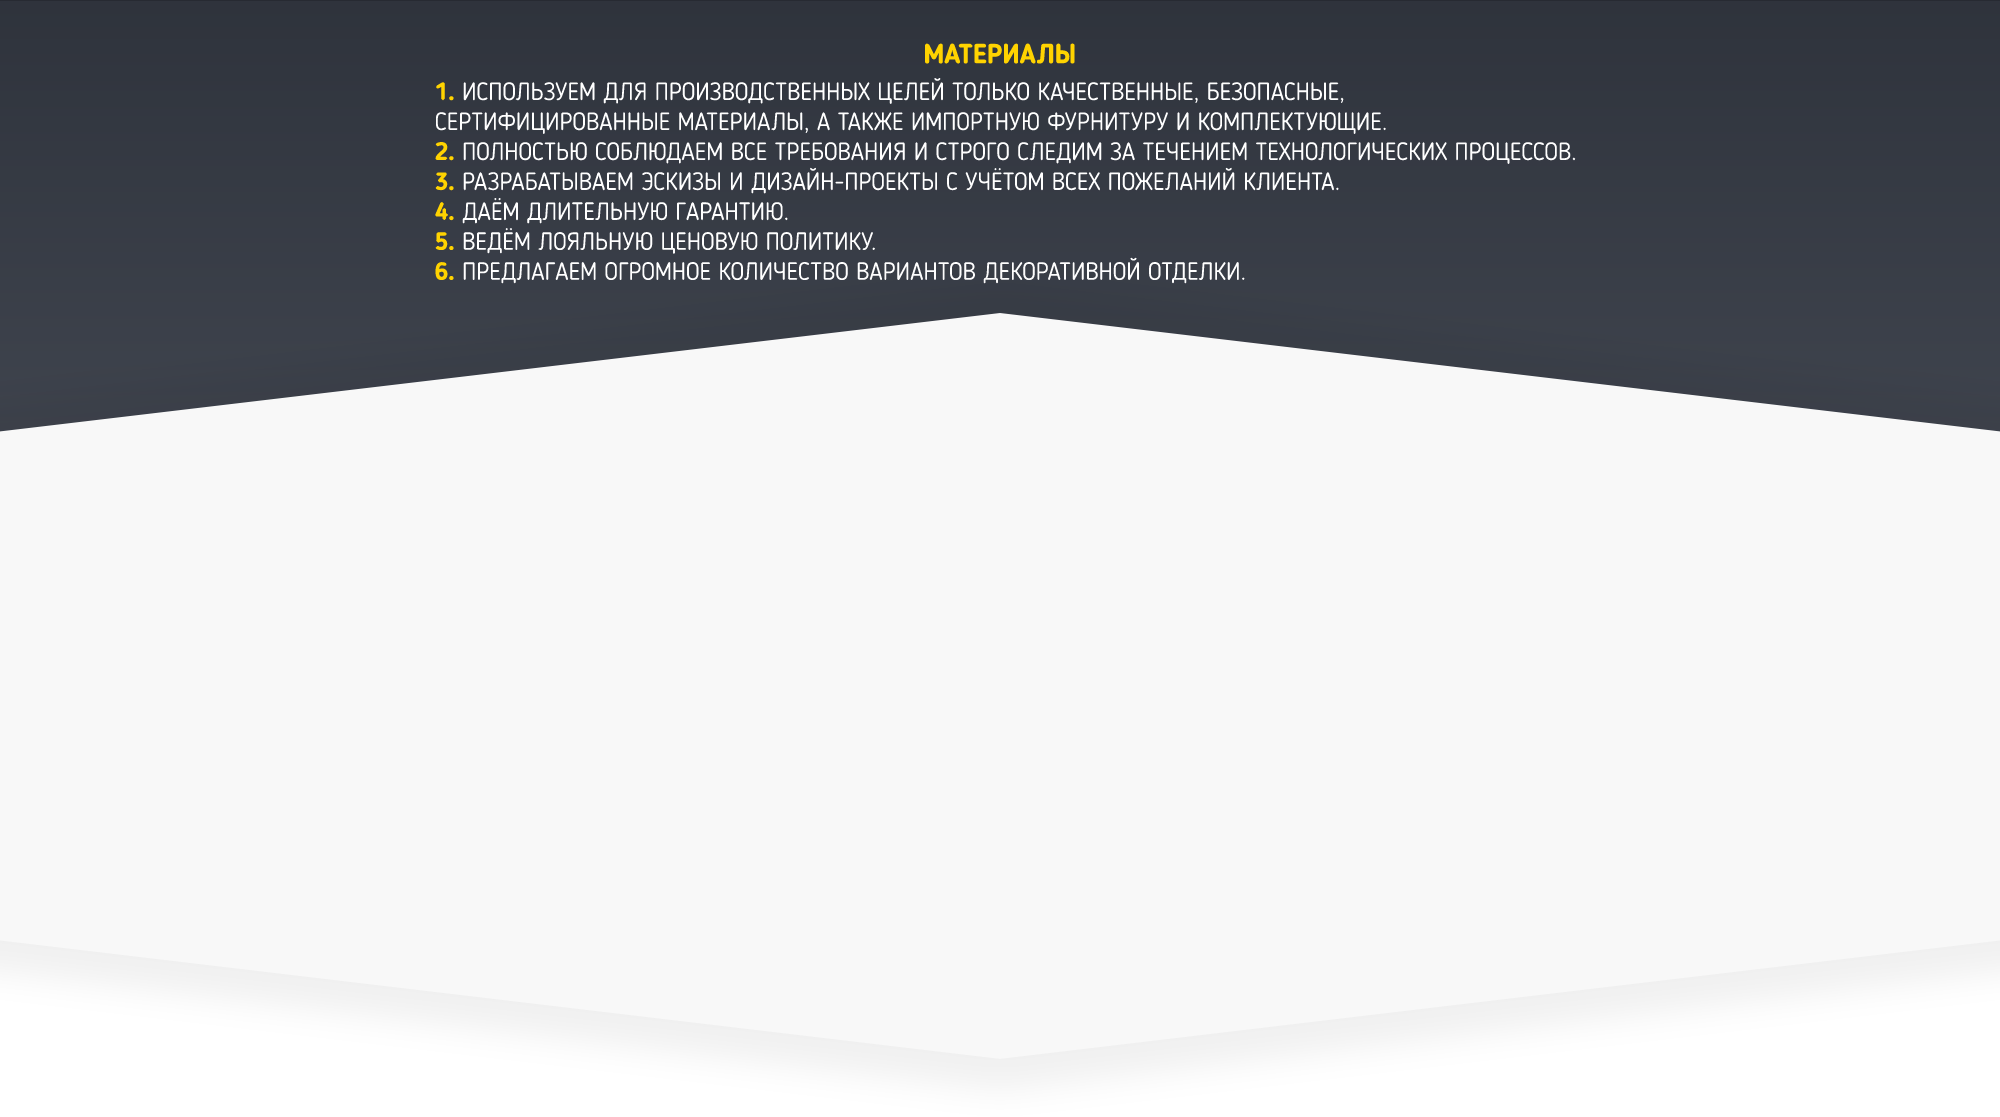 МАТЕРИАЛЫ
1. ИСПОЛЬЗУЕМ ДЛЯ ПРОИЗВОДСТВЕННЫХ ЦЕЛЕЙ ТОЛЬКО КАЧЕСТВЕННЫЕ, БЕЗОПАСНЫЕ,
СЕРТИФИЦИРОВАННЫЕ МАТЕРИАЛЫ, А ТАКЖЕ ИМПОРТНУЮ ФУРНИТУРУ И КОМПЛЕКТУЮЩИЕ.
2. ПОЛНОСТЬЮ СОБЛЮДАЕМ ВСЕ ТРЕБОВАНИЯ И СТРОГО СЛЕДИМ ЗА ТЕЧЕНИЕМ ТЕХНОЛОГИЧЕСКИХ ПРОЦЕССОВ.
3. РАЗРАБАТЫВАЕМ ЭСКИЗЫ И ДИЗАЙН-ПРОЕКТЫ С УЧЁТОМ ВСЕХ ПОЖЕЛАНИЙ КЛИЕНТА.
4. ДАЁМ ДЛИТЕЛЬНУЮ ГАРАНТИЮ.
5. ВЕДЁМ ЛОЯЛЬНУЮ ЦЕНОВУЮ ПОЛИТИКУ.
6. ПРЕДЛАГАЕМ ОГРОМНОЕ КОЛИЧЕСТВО ВАРИАНТОВ ДЕКОРАТИВНОЙ ОТДЕЛКИ.